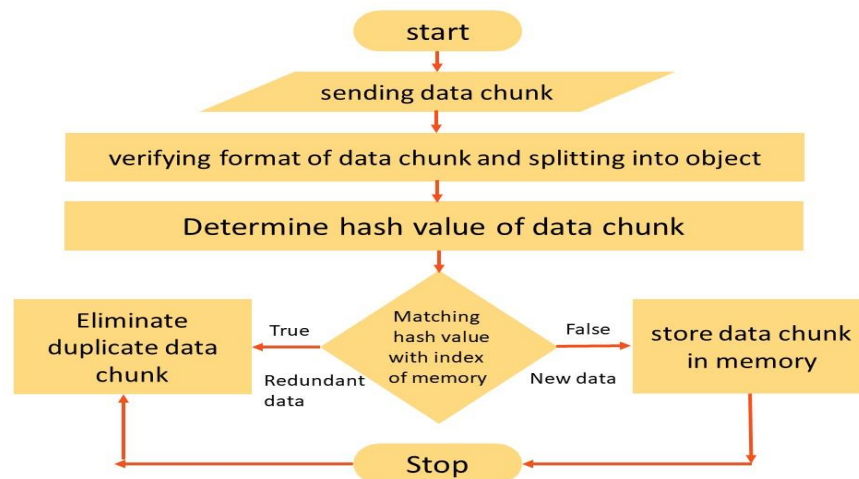 start
sending data chunk
verifying format of data chunk and splitting into object
Determine hash value of data chunk
Eliminate
duplicate data
chunk
True
Redundant
data
Matching
hash value
with index
of memory
False
New data
store data chunk
in memory
Stop